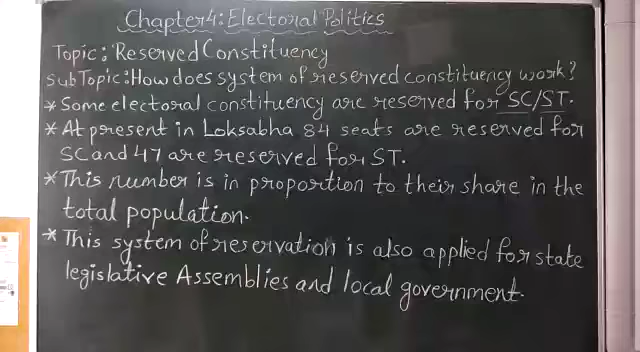 Chapter4: Electoral Politics
Topic: Reserved Constituency
SubTopic: How does system of reserved constituency work?
* Some electoral constituency are reserved for SC/ST.
* At present in Loksabha 84 seats are reserved for
SC and 47 are reserved for ST.
* This number is in proportion to their share in the
total population.
* This system of reservation is also applied for state
legislative Assemblies and local government.